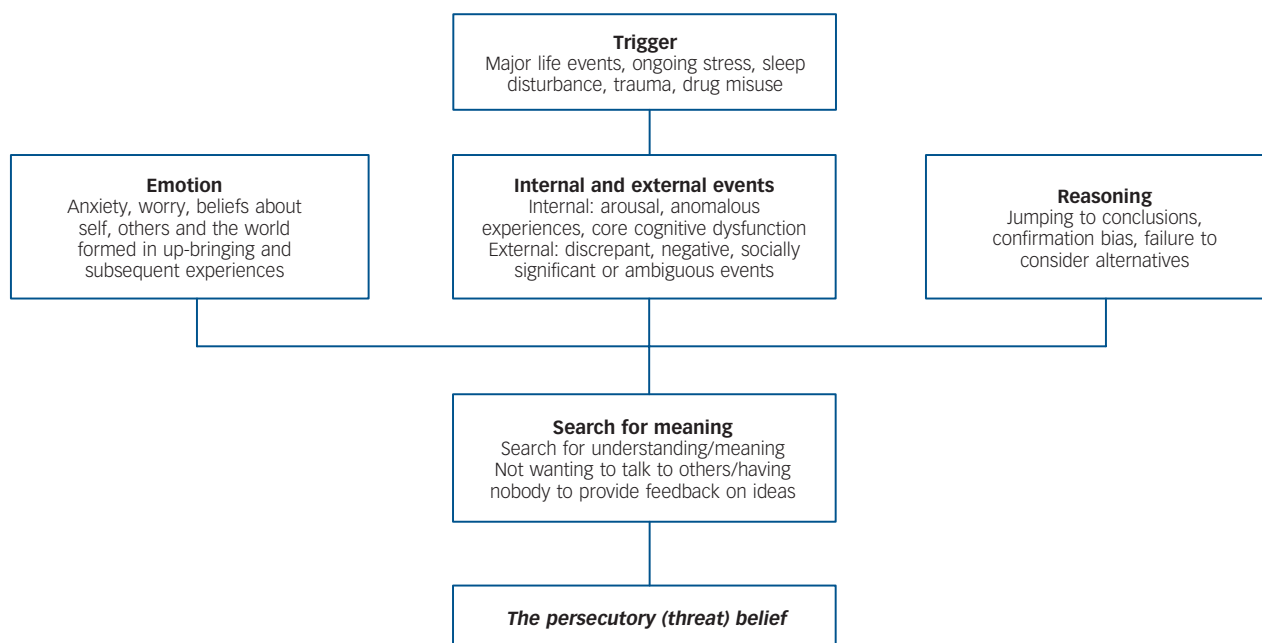 Trigger
Major life events, ongoing stress, sleep
disturbance, trauma, drug misuse
Emotion
Anxiety, worry, beliefs about
self, others and the world
formed in up-bringing and
subsequent experiences
Internal and external events
Internal: arousal, anomalous
experiences, core cognitive dysfunction
External: discrepant, negative, socially
significant or ambiguous events
Reasoning
Jumping to conclusions,
confirmation bias, failure to
consider alternatives
Search for meaning
Search for understanding/meaning
Not wanting to talk to others/having
nobody to provide feedback on ideas
The persecutory (threat) belief